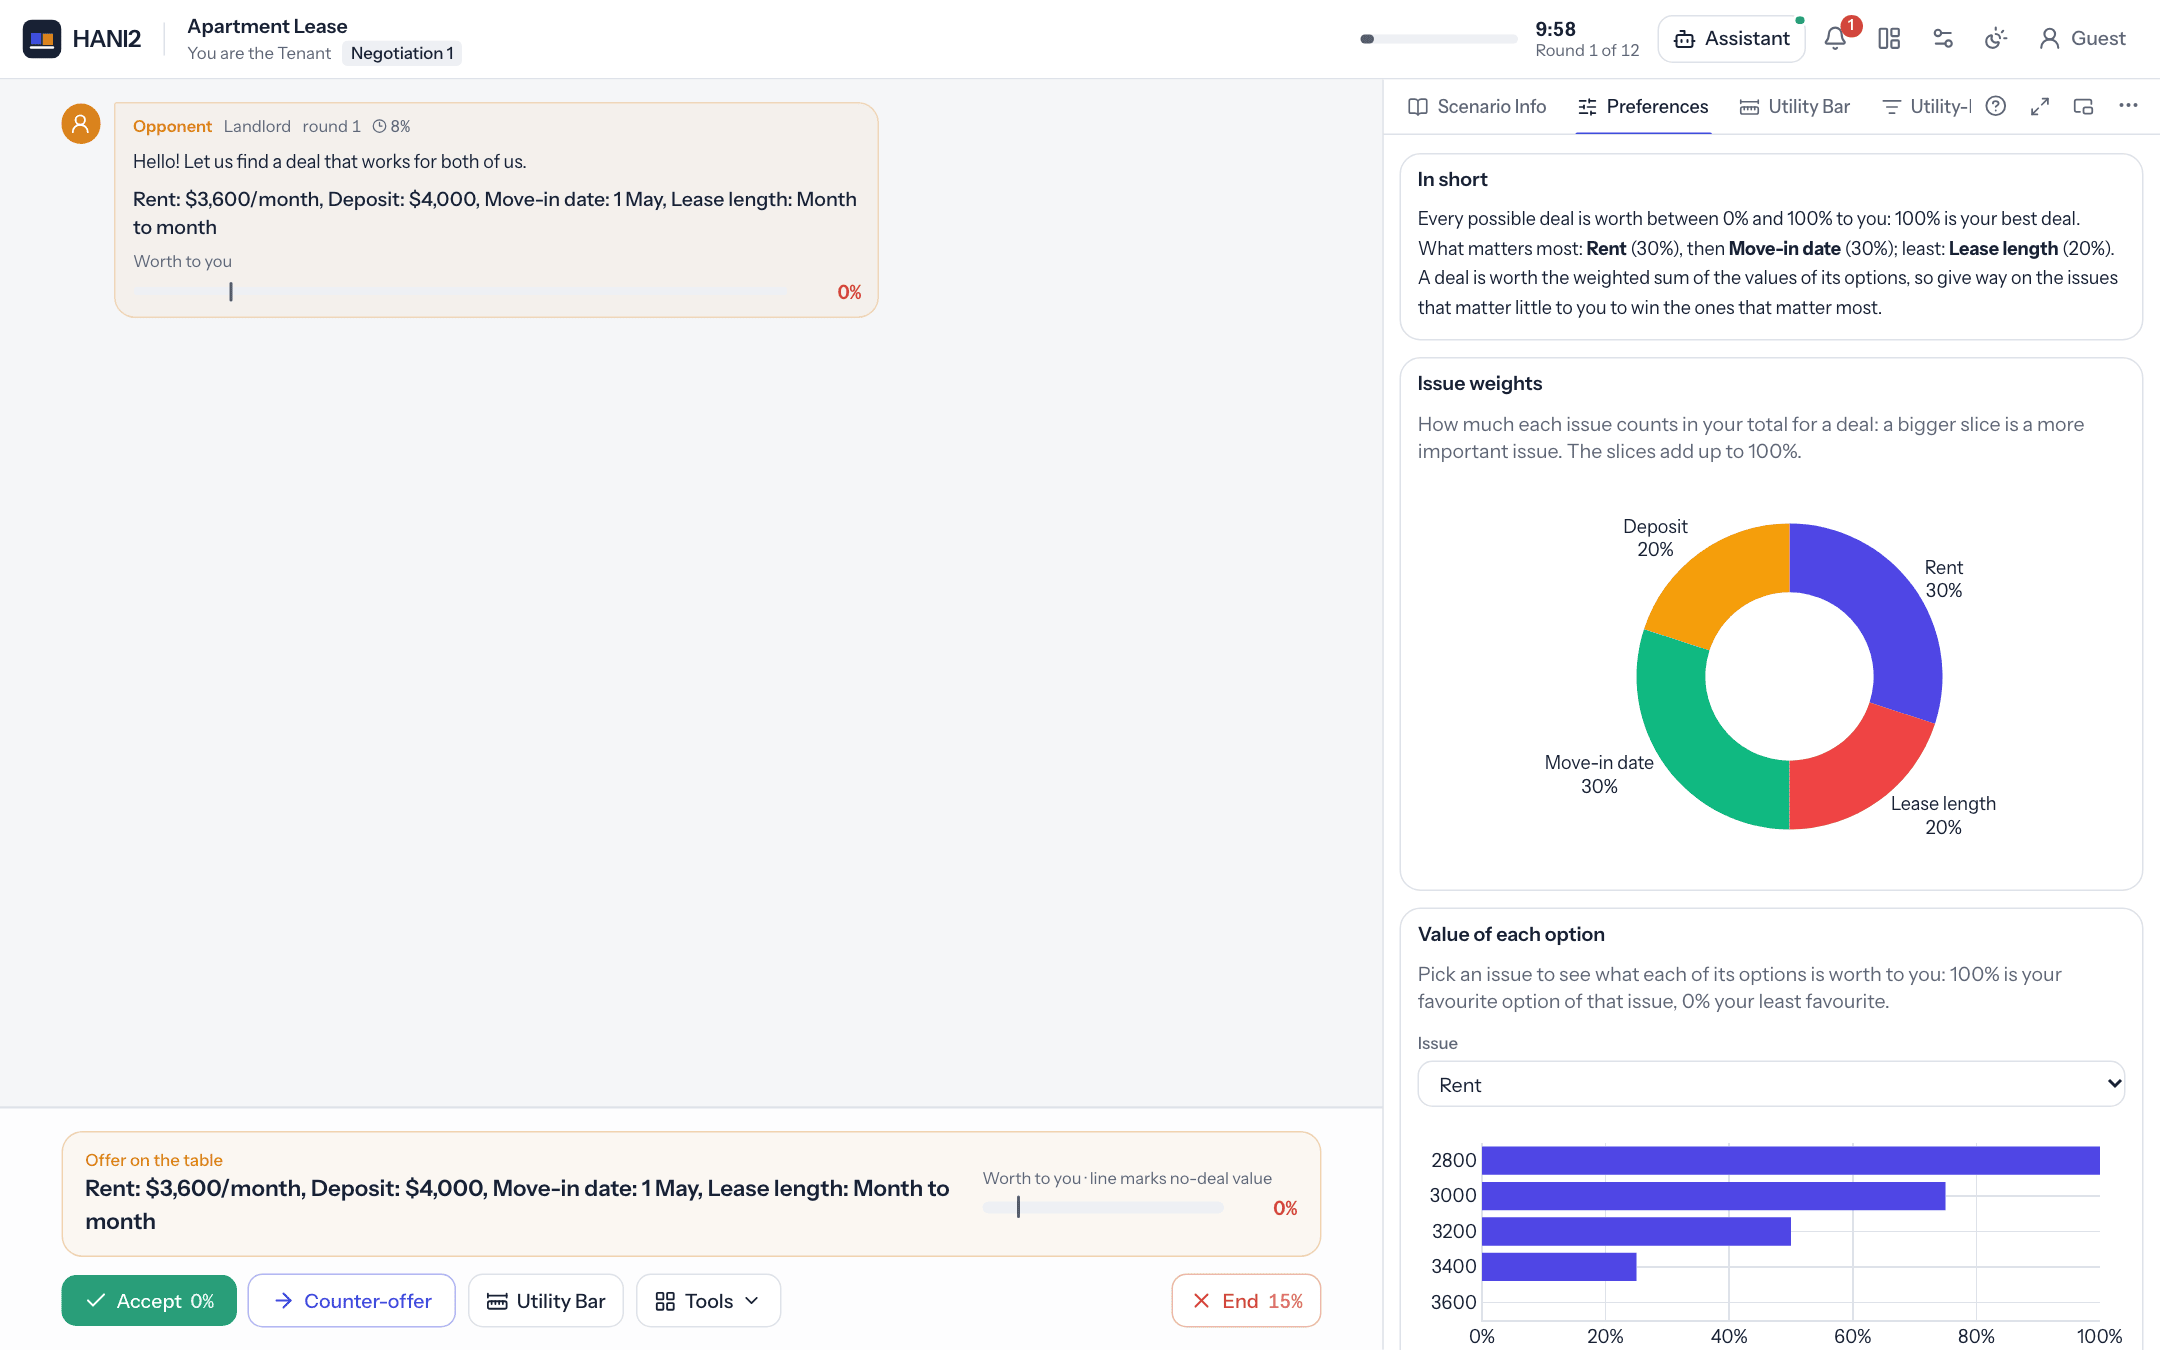 HANI2
Apartment Lease
You are the Tenant
Negotiation 1
9:58
Round 1 of 12
Assistant
1
Guest
Opponent Landlord round 1 8%
Hello! Let us find a deal that works for both of us.
Rent: $3,600/month, Deposit: $4,000, Move-in date: 1 May, Lease length: Month
to month
Worth to you
0%
Offer on the table
Rent: $3,600/month, Deposit: $4,000, Move-in date: 1 May, Lease length: Month to
month
Worth to you · line marks no-deal value
0%
Accept 0%
Counter-offer
Utility Bar
Tools
End 15%
Scenario Info
Preferences
Utility Bar
Utility-
In short
Every possible deal is worth between 0% and 100% to you: 100% is your best deal.
What matters most: Rent (30%), then Move-in date (30%); least: Lease length (20%).
A deal is worth the weighted sum of the values of its options, so give way on the issues
that matter little to you to win the ones that matter most.
Issue weights
How much each issue counts in your total for a deal: a bigger slice is a more
important issue. The slices add up to 100%.
Deposit
20%
Rent
30%
Move-in date
30%
Lease length
20%
Value of each option
Pick an issue to see what each of its options is worth to you: 100% is your
favourite option of that issue, 0% your least favourite.
Issue
Rent
2800
3000
3200
3400
3600
0% 20% 40% 60% 80% 100%